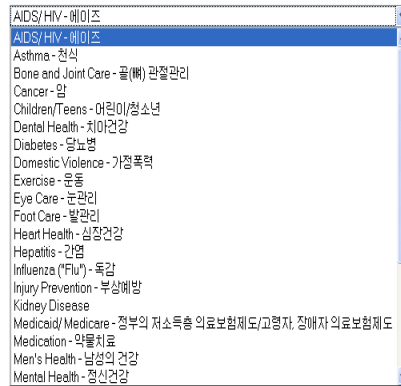 AIDS/ HIV - 에이즈
AIDS/ HIV - 에이즈
Asthma - 천식
Bone and Joint Care - 골(뼈) 관절관리
Cancer - 암
Children/Teens - 어린이/청소년
Dental Health - 치아건강
Diabetes - 당뇨병
Domestic Violence - 가정폭력
Exercise - 운동
Eye Care - 눈관리
Foot Care - 발관리
Heart Health - 심장건강
Hepatitis - 간염
Influenza ("Flu") - 독감
Injury Prevention - 부상예방
Kidney Disease
Medicaid/ Medicare - 정부의 저소득층 의료보험제도/고령자, 장애자 의료보험제도
Medication - 약물치료
Men's Health - 남성의 건강
Mental Health - 정신건강